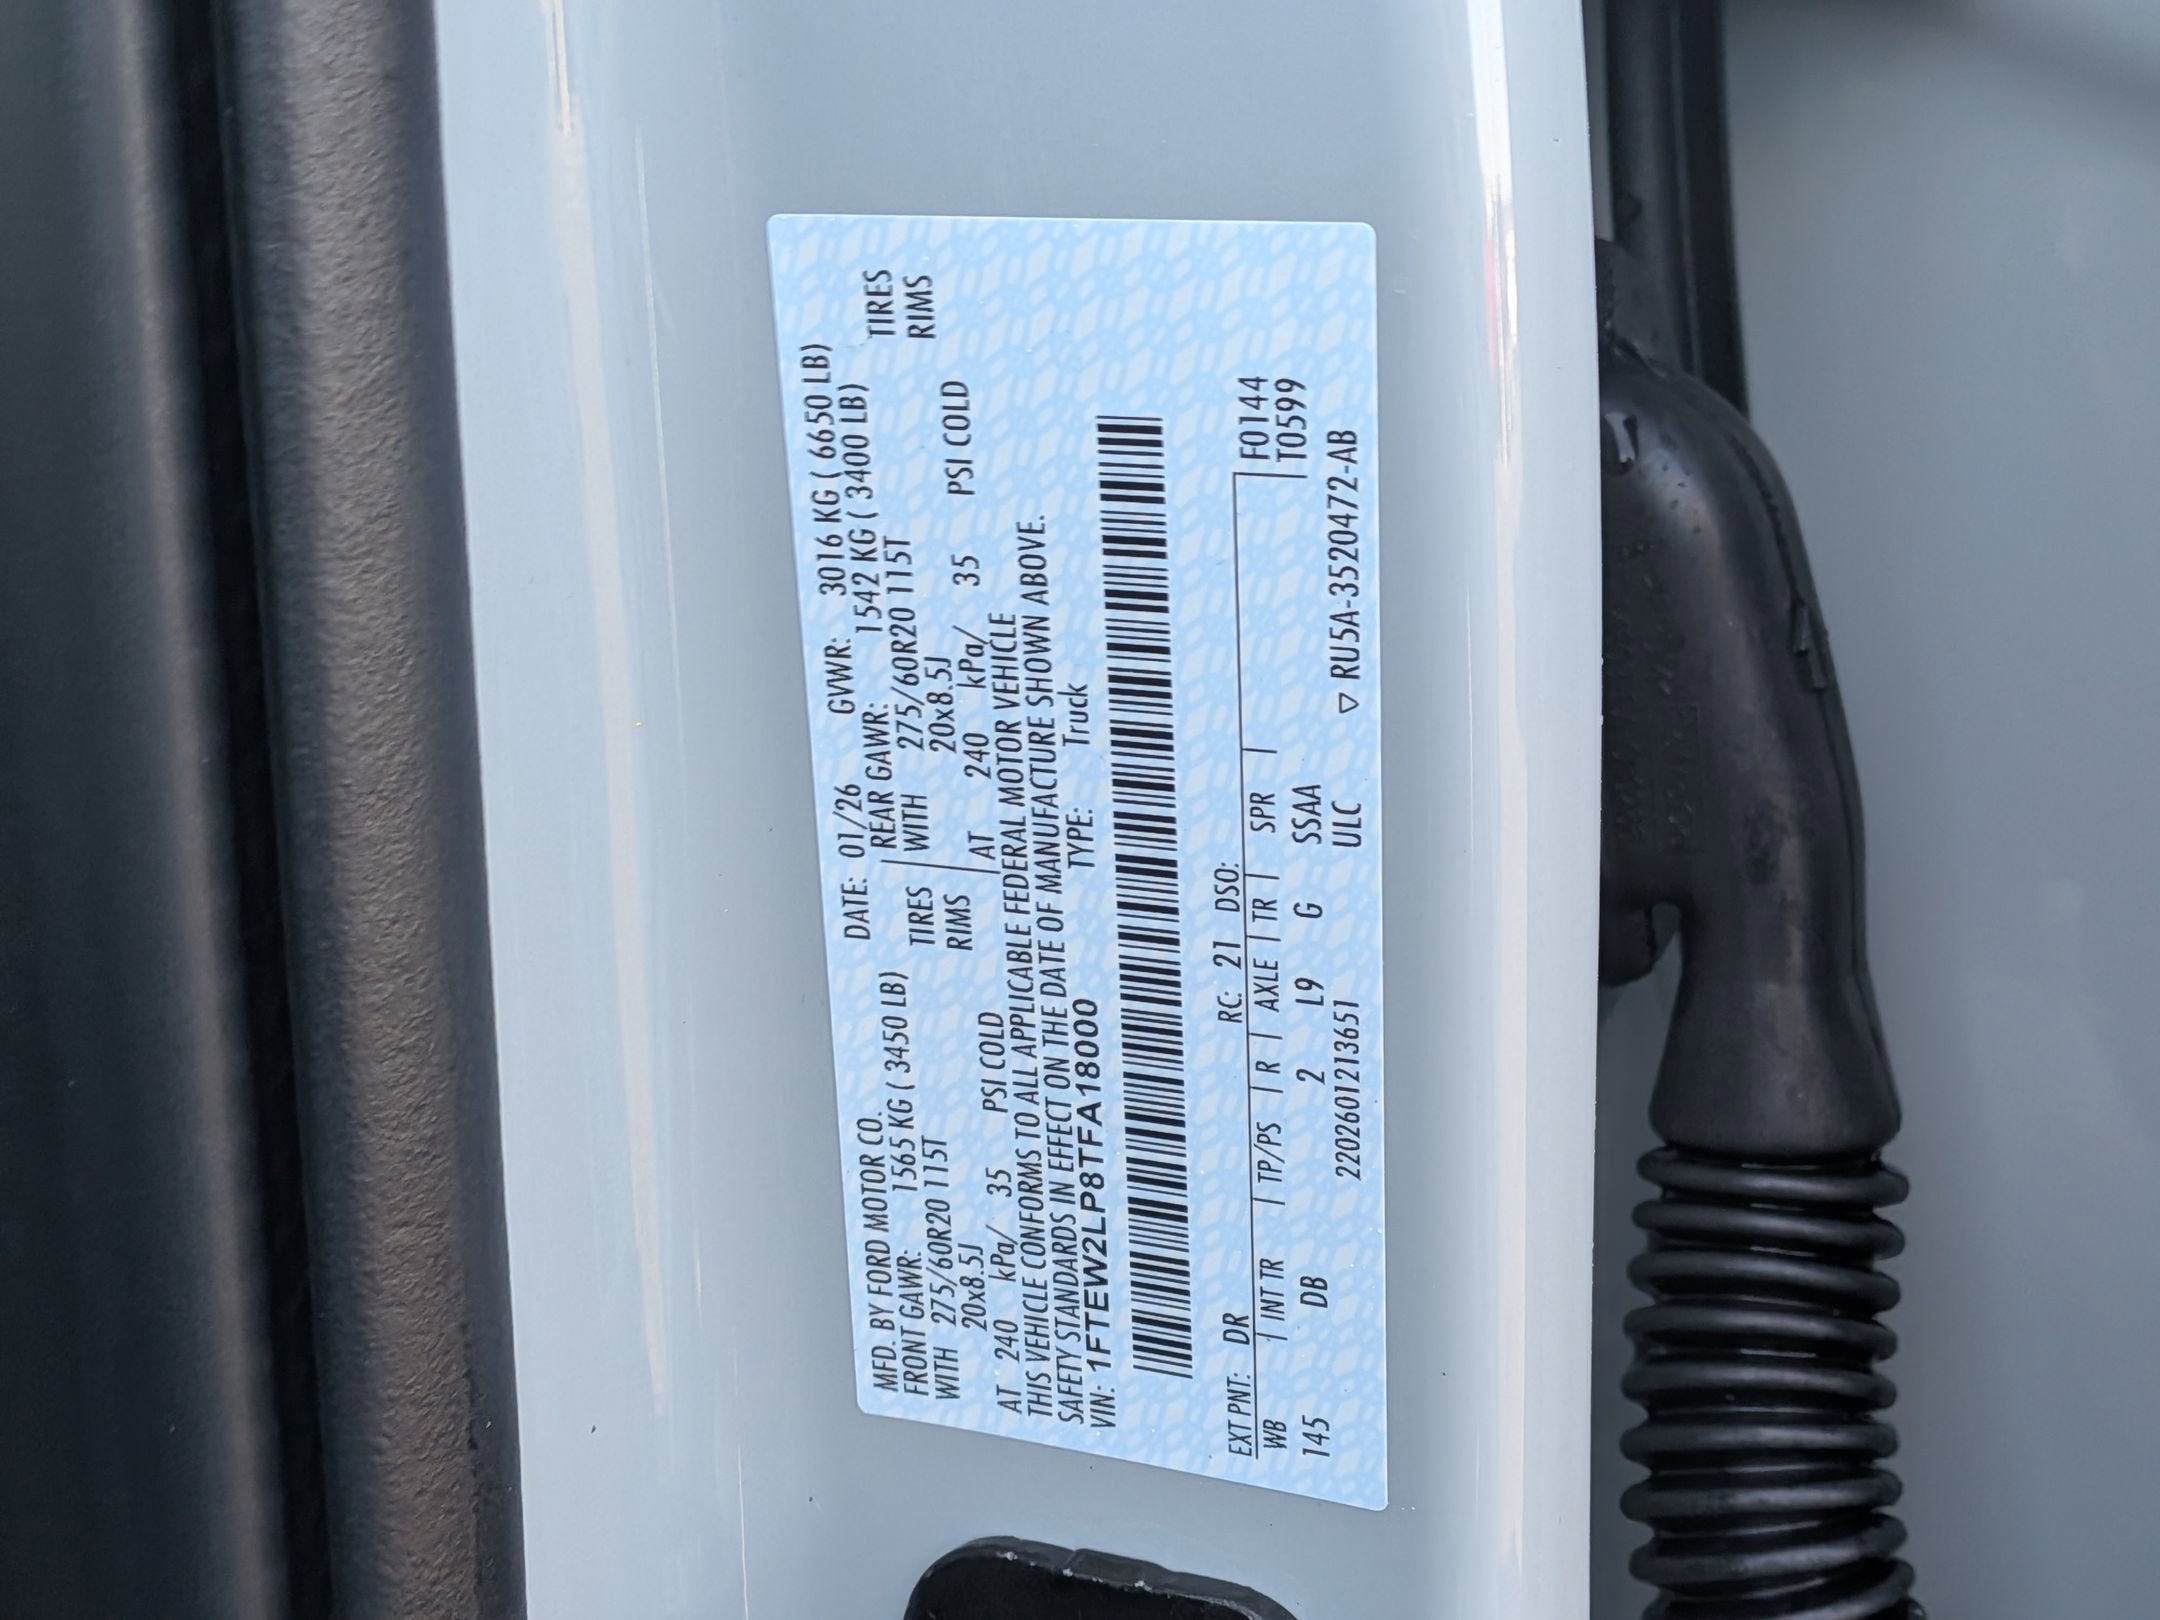 MFD. BY FORD MOTOR CO. DATE: 01/26 GVWR: 3016 KG ( 6650 LB)
FRONT GAWR: 1565 KG ( 3450 LB) REAR GAWR: 1542 KG ( 3400 LB)
WITH 275/60R20 115T TIRES WITH 275/60R20 115T TIRES
20x8.5J RIMS 20x8.5J RIMS
AT 240 kPa/ 35 PSI COLD AT 240 kPa/ 35 PSI COLD
THIS VEHICLE CONFORMS TO ALL APPLICABLE FEDERAL MOTOR VEHICLE
SAFETY STANDARDS IN EFFECT ON THE DATE OF MANUFACTURE SHOWN ABOVE.
VIN: 1FTEW2LP8TFA18000 TYPE: Truck
EXT PNT: DR RC: 21 DSO: F0144
WB INT TR TP/PS R AXLE TR SPR T0599
145 DB 2 2 L9 G SSAA
220260121365 1 ULC ▽ RU5A-3520472-AB